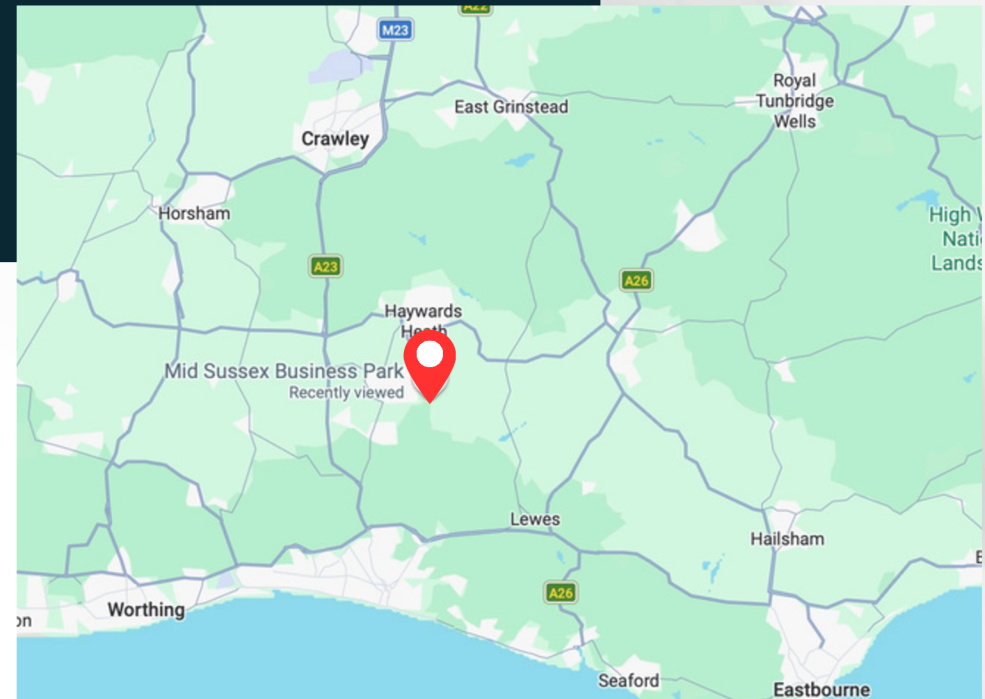 A22
M23
Royal
Tunbridge
Wells
East Grinstead
Crawley
Horsham
High
Nati
Lands
A23
A26
Haywards
Heath
Mid Sussex Business Park
Recently viewed
Lewes
Hailsham
A26
Worthing
on
Seaford
Eastbourne